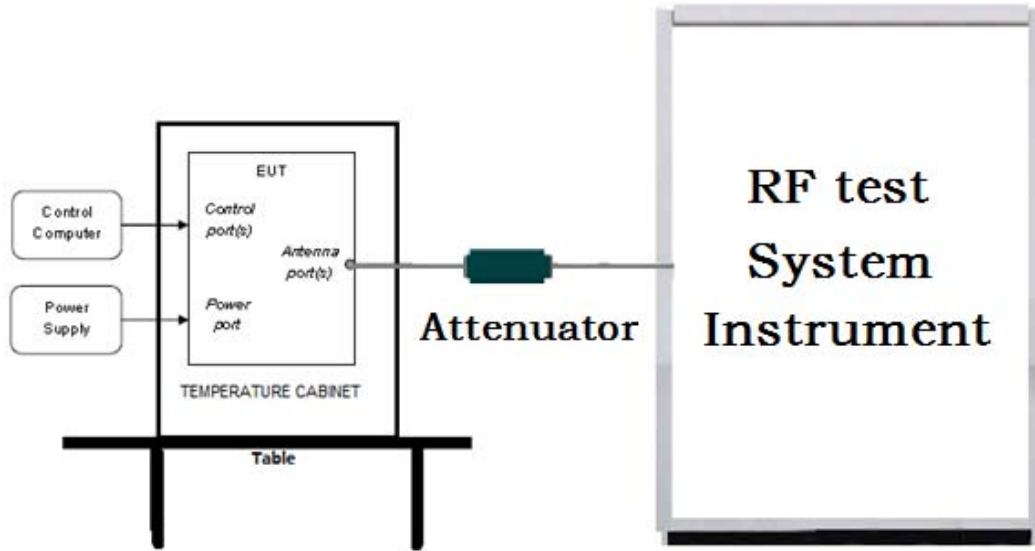 EUT
Control
Computer
Control
port(s)
Antenna
port(s)
Power
Supply
Power
port
TEMPERATURE CABINET
Table
Attenuator
RF test
System
Instrument